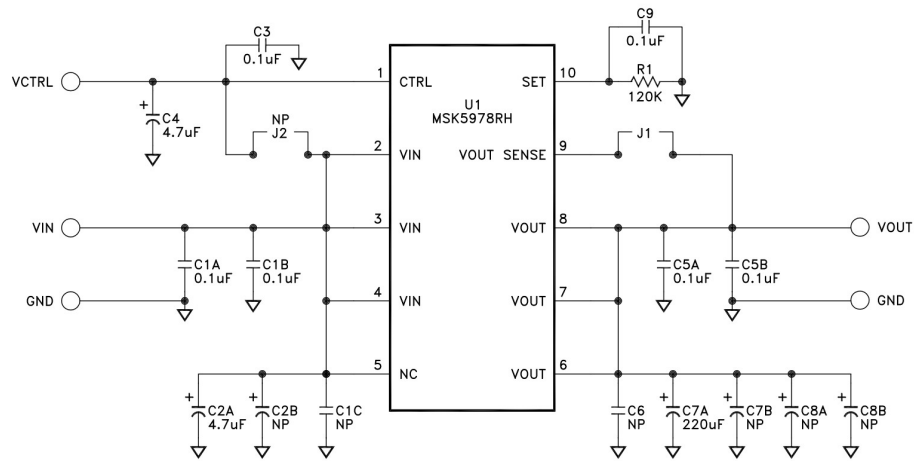 C3
0.1uF
C9
0.1uF
VCTRL
1
CTRL
SET
10
R1
120K
U1
MSK5978RH
+
C4
4.7uF
NP
J2
2
VIN
VOUT SENSE
9
J1
VIN
3
VIN
VOUT
8
VOUT
C1A
0.1uF
C1B
0.1uF
C5A
0.1uF
C5B
0.1uF
GND
4
VIN
VOUT
7
GND
5
NC
VOUT
6
+
C2A
4.7uF
+
C2B
NP
C1C
NP
C6
NP
+
C7A
220uF
+
C7B
NP
+
C8A
NP
+
C8B
NP